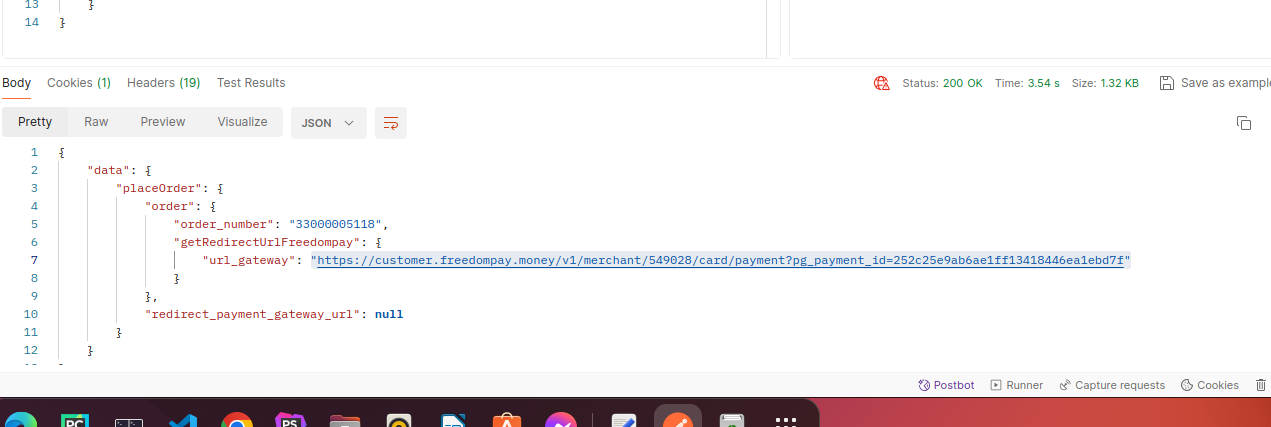 13 }
14 }
Body Cookies (1) Headers (19) Test Results Status: 200 OK Time: 3.54 s Size: 1.32 KB Save as example
Pretty Raw Preview Visualize JSON
1 {
2 "data": {
3 "placeOrder": {
4 "order": {
5 "order_number": "33000005118",
6 "getRedirectUrlFreedompay": {
7 "url_gateway": "https://customer.freedompay.money/v1/merchant/549028/card/payment?pg_payment_id=252c25e9ab6ae1ff13418446ea1ebd7f"
8 }
9 },
10 "redirect_payment_gateway_url": null
11 }
12 }
Postbot Runner Capture requests Cookies
PC PS